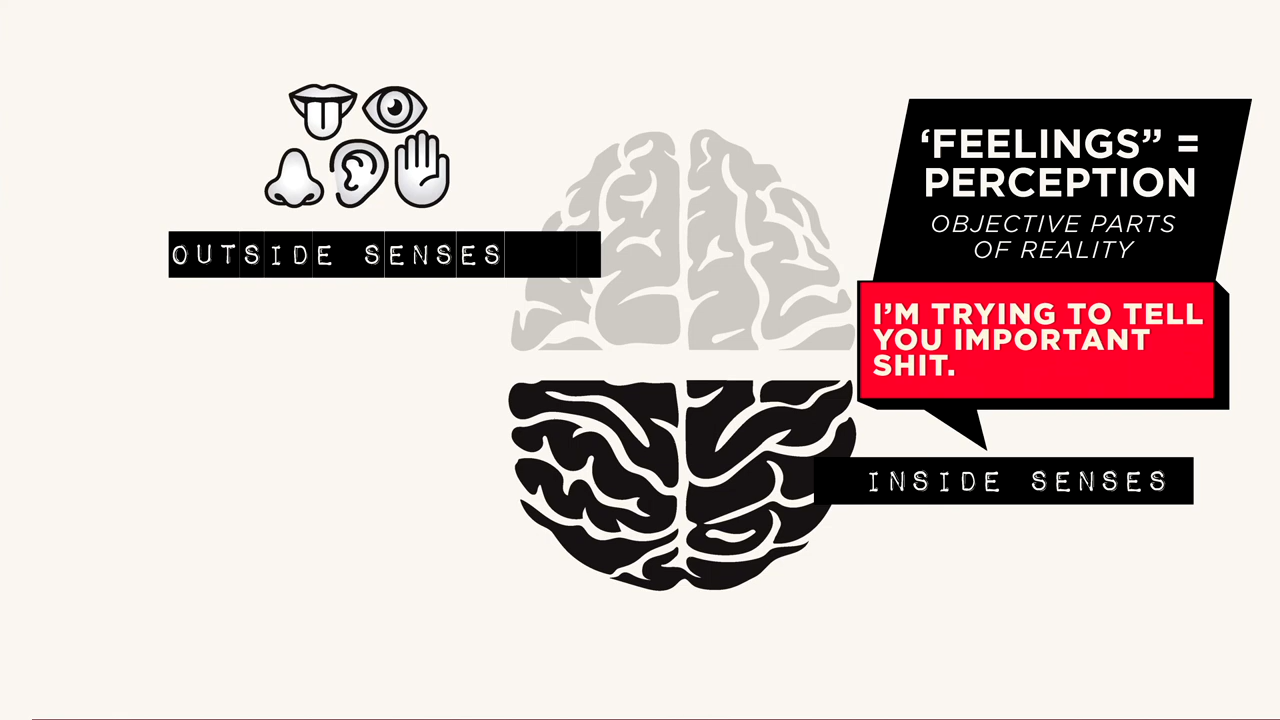 OUTSIDE SENSES
‘FEELINGS” =
PERCEPTION
OBJECTIVE PARTS
OF REALITY
I’M TRYING TO TELL
YOU IMPORTANT
SHIT.
INSIDE SENSES